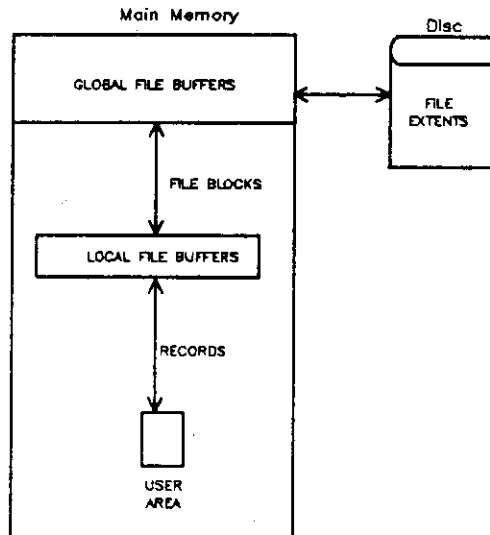 Main Memory
Disc
GLOBAL FILE BUFFERS
FILE
EXTENTS
FILE BLOCKS
LOCAL FILE BUFFERS
RECORDS
USER
AREA